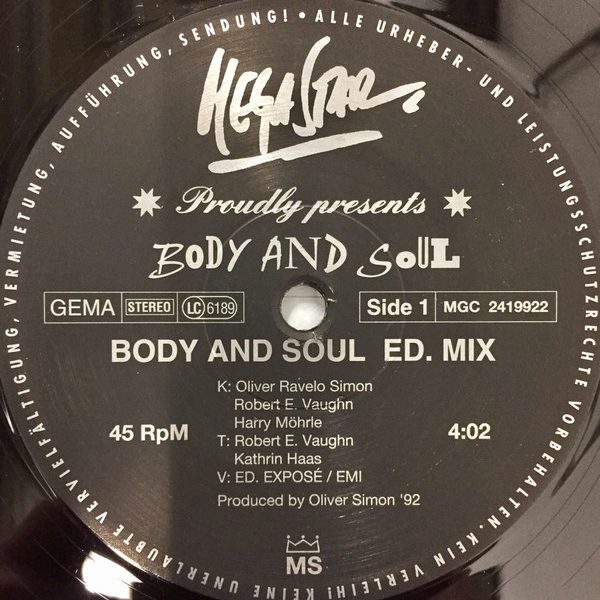 MEGASTAR
Proudly presents
BODY AND SOUL
GEMA STEREO LC 6189 Side 1 MGC 2419922
BODY AND SOUL ED. MIX
K: Oliver Ravelo Simon
Robert E. Vaughn
Harry Möhrle
45 RpM T: Robert E. Vaughn 4:02
Kathrin Haas
V: ED. EXPOSÉ / EMI
Produced by Oliver Simon '92
MS
ALLE URHEBER- UND LEISTUNGSSCHUTZRECHTE VORBEHALTEN. KEIN VERLEIH! KEINE UNERLAUBTE VERVIELFÄLTIGUNG, VERMIETUNG, AUFFÜHRUNG, SENDUNG! •